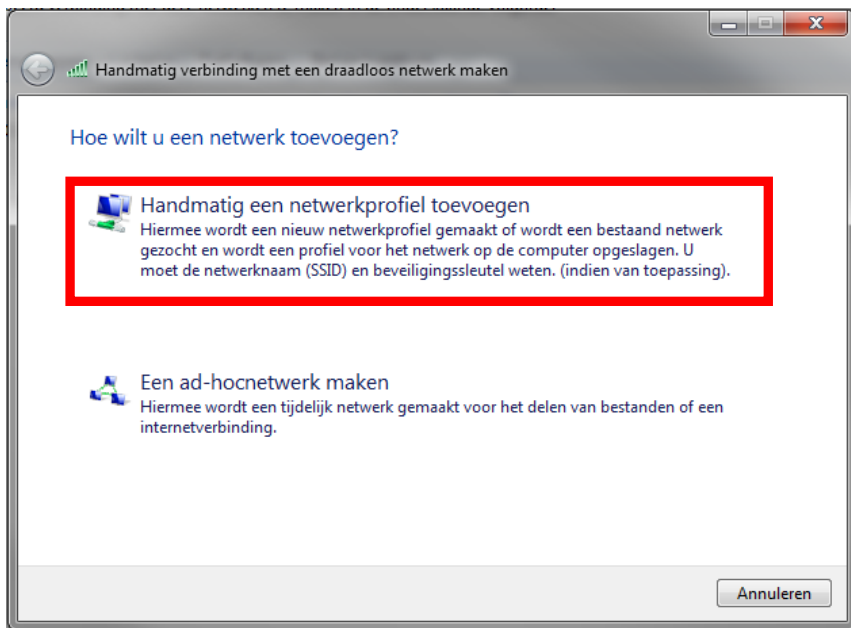 Handmatig verbinding met een draadloos netwerk maken
Hoe wilt u een netwerk toevoegen?
Handmatig een netwerkprofiel toevoegen
Hiermee wordt een nieuw netwerkprofiel gemaakt of wordt een bestaand netwerk
gezocht en wordt een profiel voor het netwerk op de computer opgeslagen. U
moet de netwerknaam (SSID) en beveiligingssleutel weten. (indien van toepassing).
Een ad-hocnetwerk maken
Hiermee wordt een tijdelijk netwerk gemaakt voor het delen van bestanden of een
internetverbinding.
Annuleren